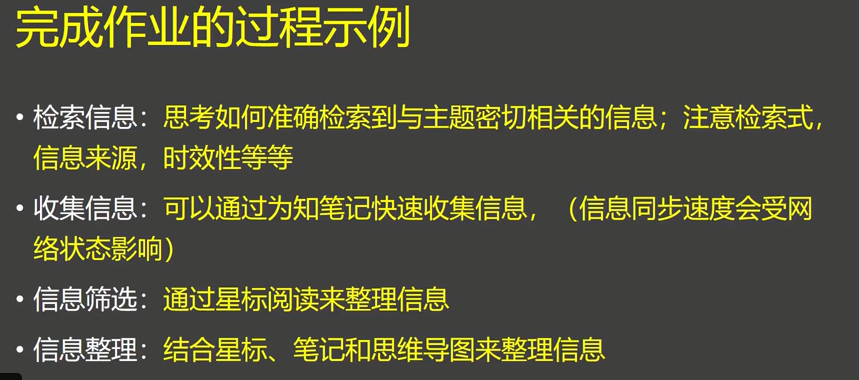 完成作业的过程示例
• 检索信息：思考如何准确检索到与主题密切相关的信息；注意检索式，
信息来源，时效性等等
• 收集信息：可以通过为知笔记快速收集信息，（信息同步速度会受网
络状态影响）
• 信息筛选：通过星标阅读来整理信息
• 信息整理：结合星标、笔记和思维导图来整理信息